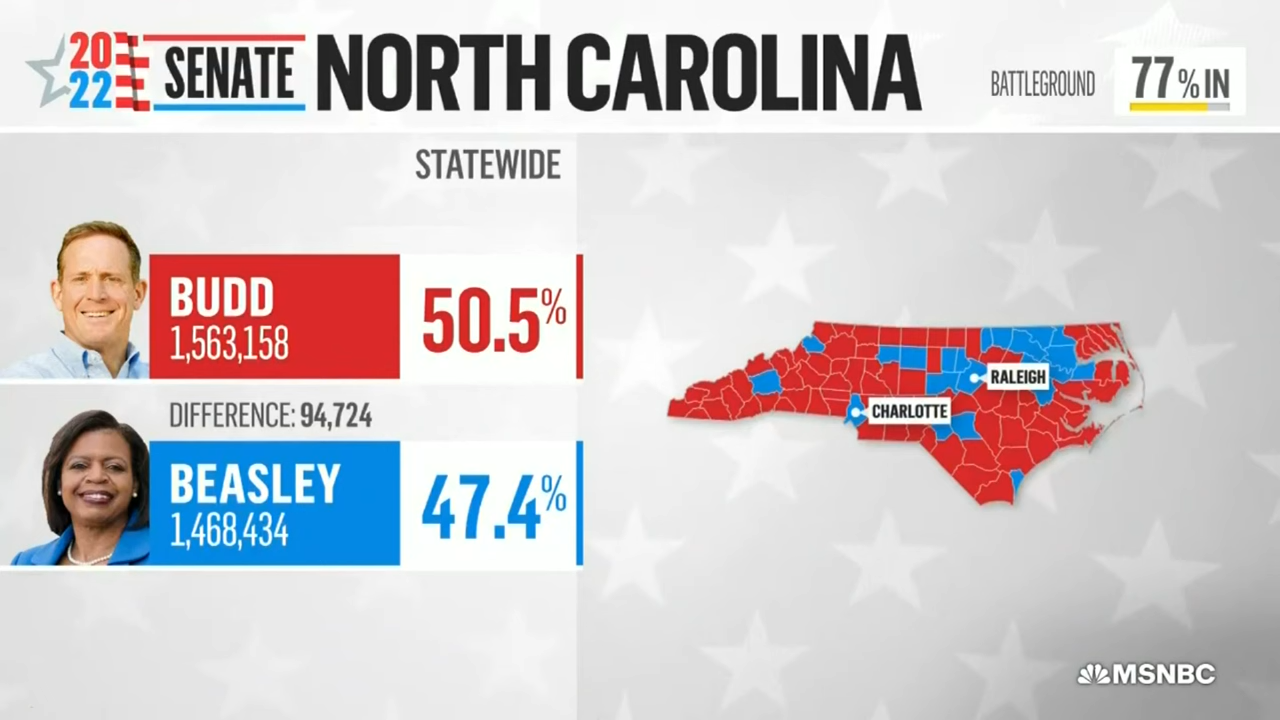 2022 SENATE NORTH CAROLINA
BATTLEGROUND 77% IN
STATEWIDE
BUDD
1,563,158
50.5%
DIFFERENCE: 94,724
BEASLEY
1,468,434
47.4%
RALEIGH
CHARLOTTE
MSNBC